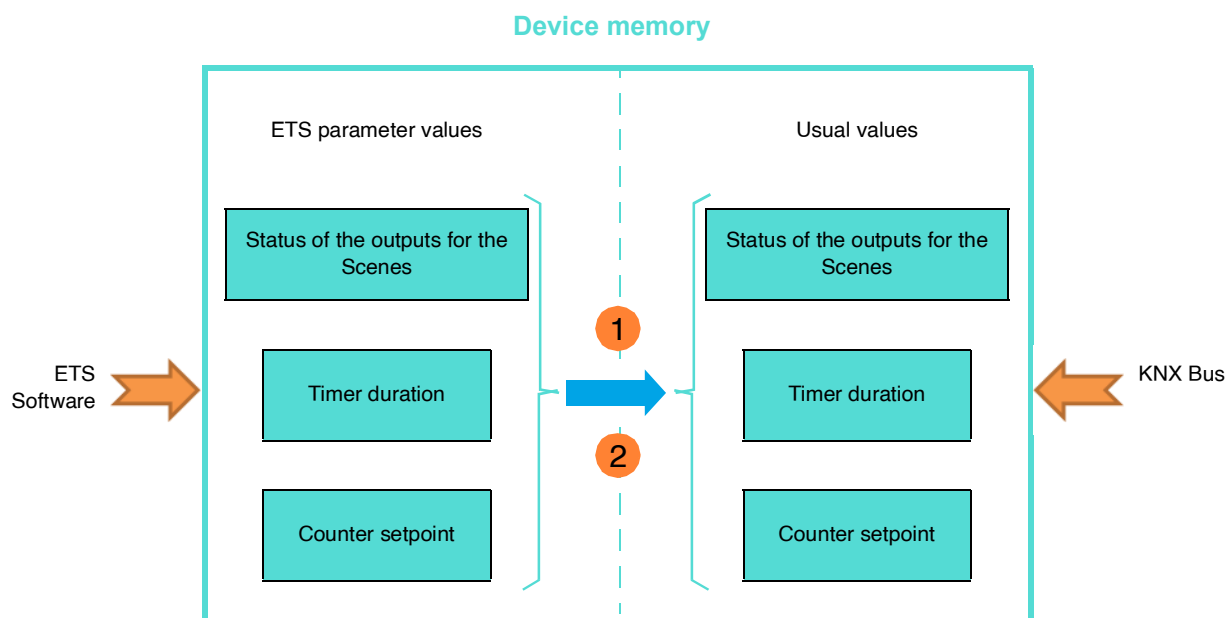 Device memory
ETS parameter values
Usual values
Status of the outputs for the
Scenes
Status of the outputs for the
Scenes
1
ETS
Software
Timer duration
Timer duration
KNX Bus
2
Counter setpoint
Counter setpoint